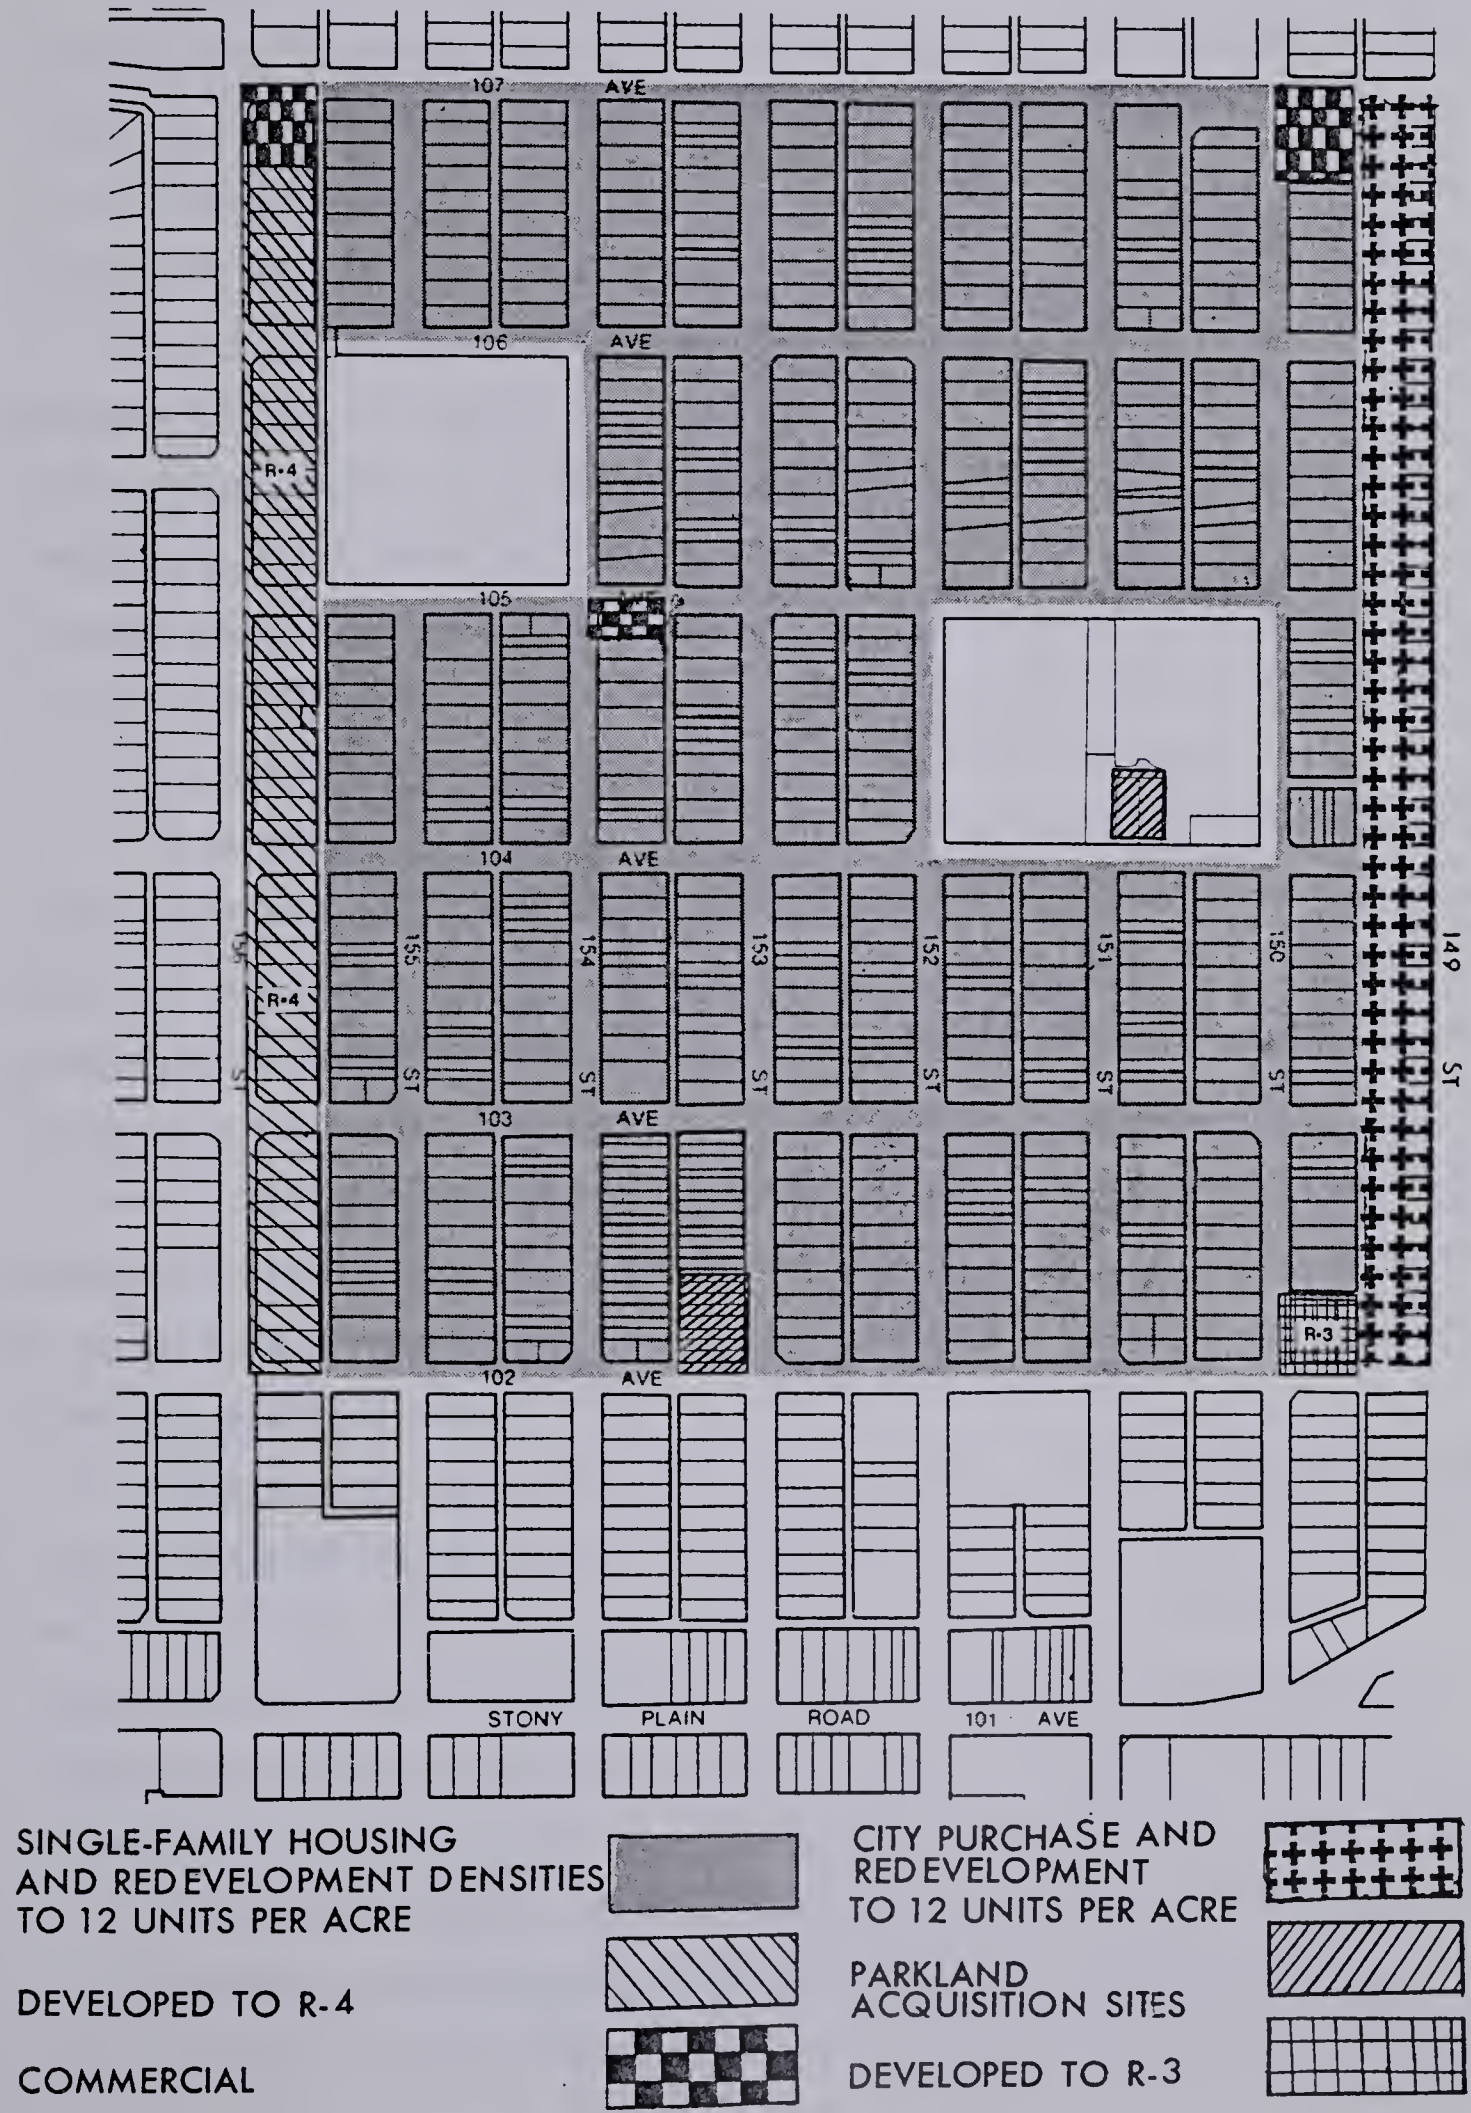 107 AVE
106 AVE
R-4
105 AVE
104 AVE
156 ST
155 ST
154 ST
153 ST
152 ST
151 ST
150 ST
149 ST
R-4
103 AVE
R-3
102 AVE
STONY PLAIN ROAD 101 AVE
SINGLE-FAMILY HOUSING
AND REDEVELOPMENT DENSITIES
TO 12 UNITS PER ACRE
DEVELOPED TO R-4
COMMERCIAL
CITY PURCHASE AND
REDEVELOPMENT
TO 12 UNITS PER ACRE
PARKLAND
ACQUISITION SITES
DEVELOPED TO R-3